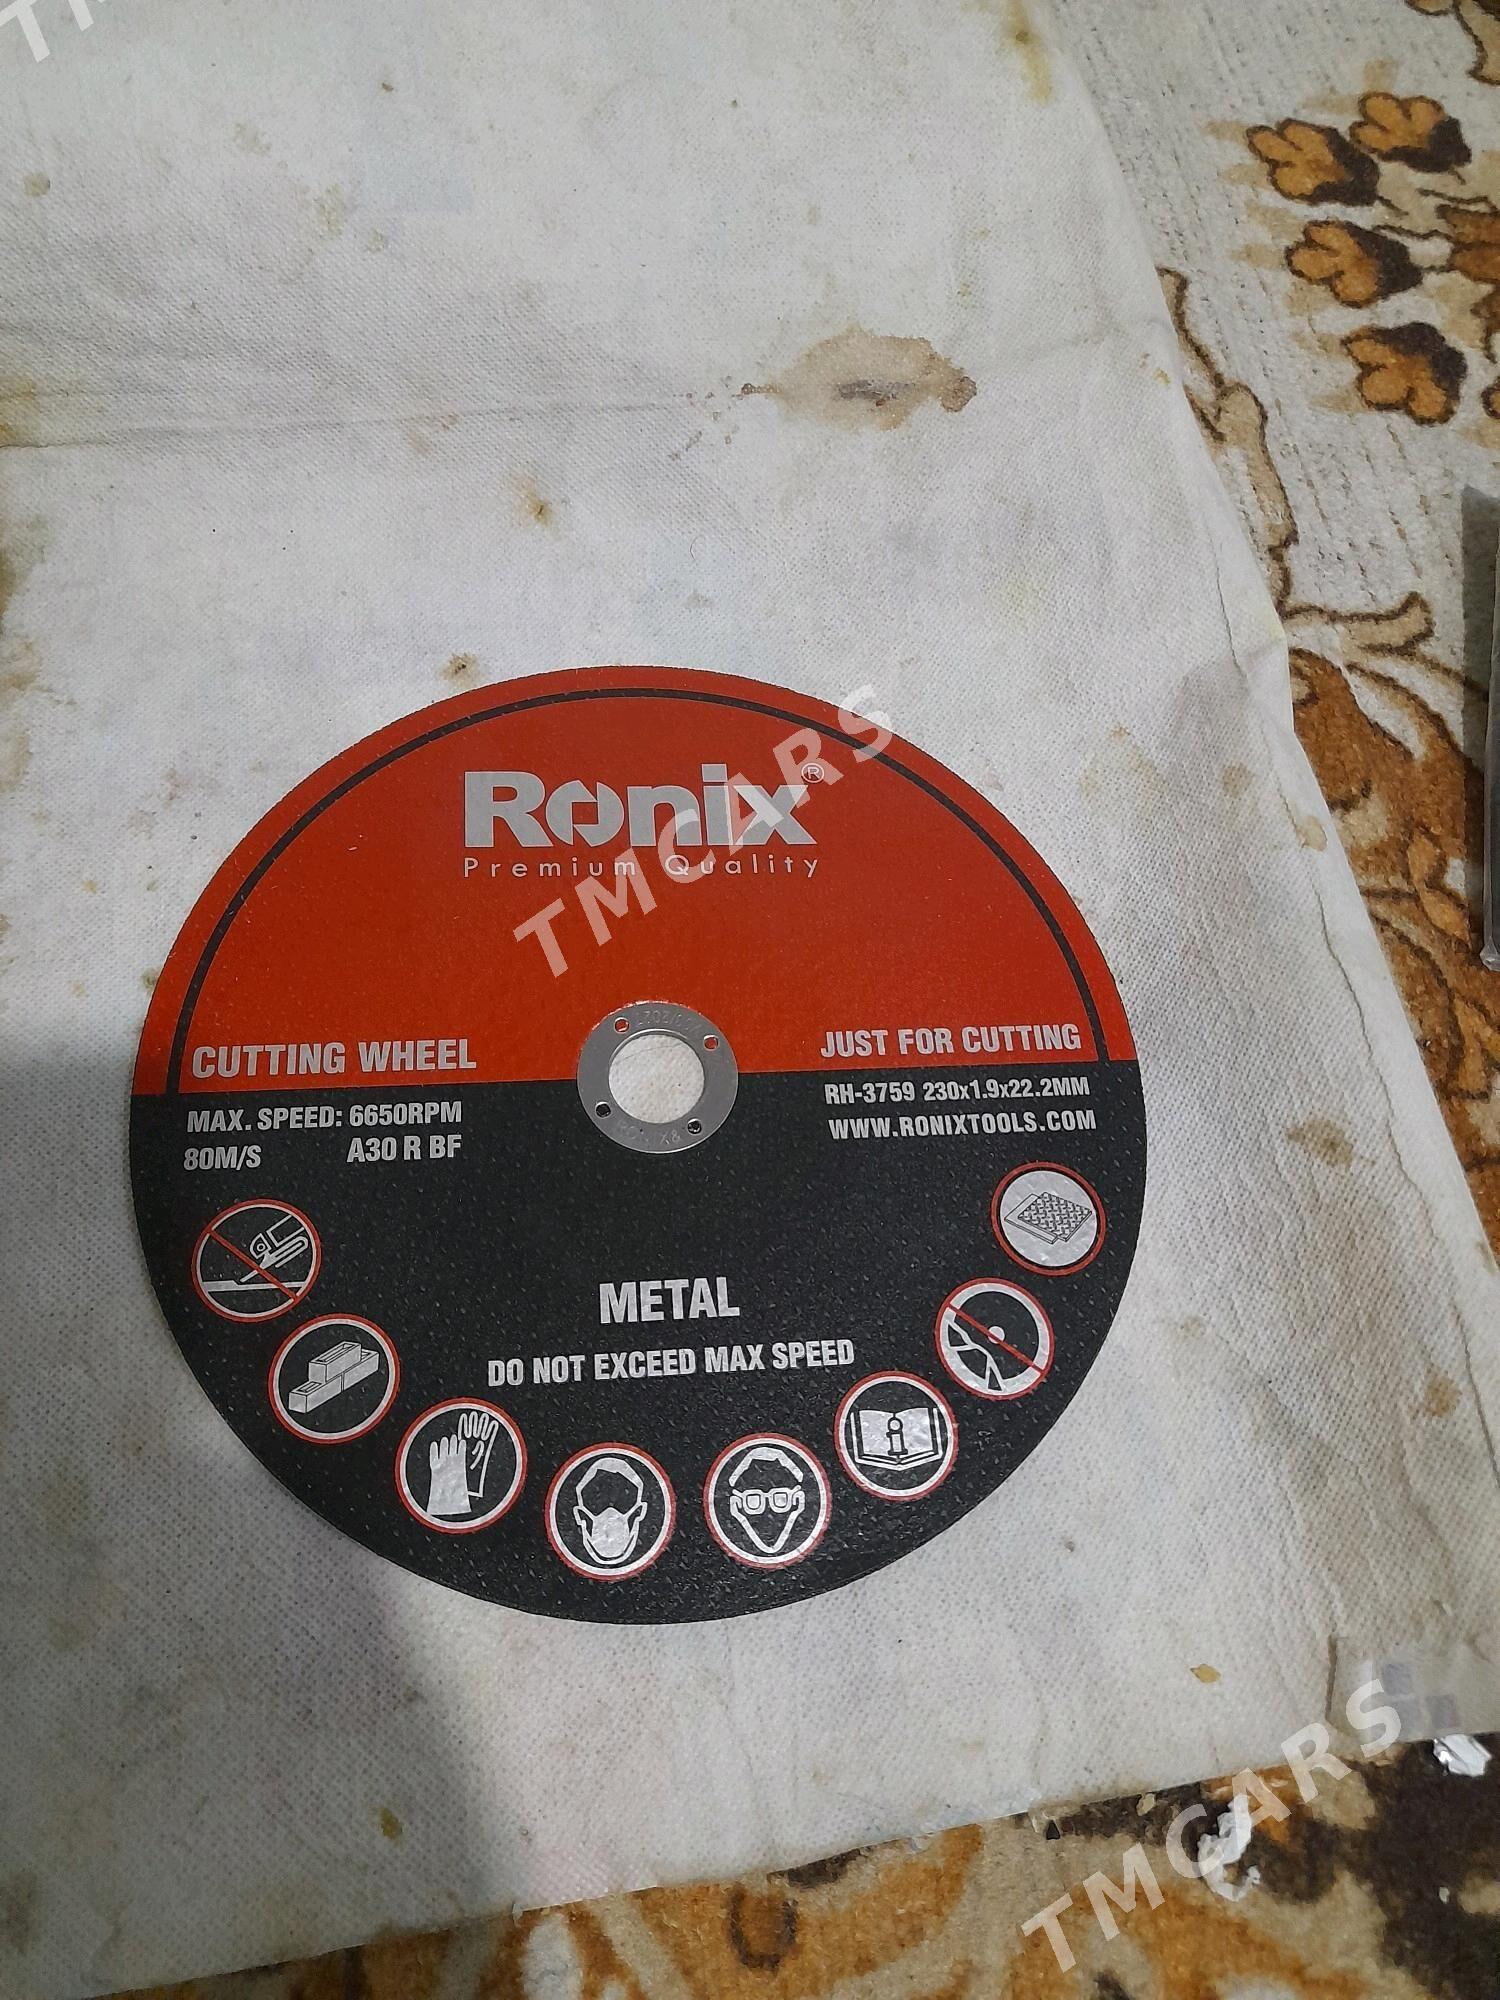 Ronix®
Premium Quality
CUTTING WHEEL
JUST FOR CUTTING
MAX. SPEED: 6650RPM
80M/S
A30 R BF
RH-3759 230x1.9x22.2MM
WWW.RONIXTOOLS.COM
METAL
DO NOT EXCEED MAX SPEED
TMCARS
TMCARS